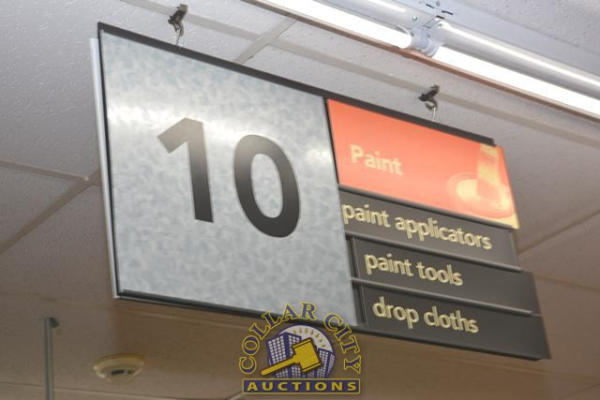 10
Paint
paint applicators
paint tools
drop cloths
COLLAR CITY
AUCTIONS